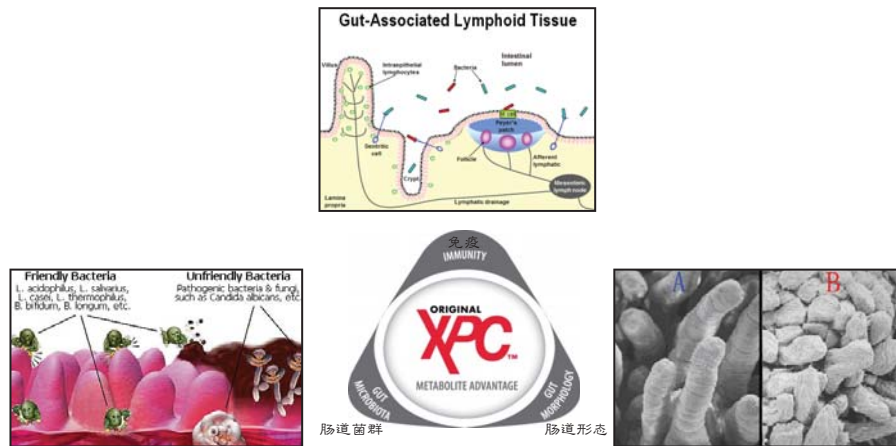 Gut-Associated Lymphoid Tissue
Villus
Intraepithelial
lymphocytes
Bacteria
Intestinal
lumen
M cell
Peyer's
patch
Dendritic
cell
Follicle
Afferent
lymphatic
Crypt
Mesenteric
lymph node
Lamina
propria
Lymphatic drainage
Friendly Bacteria
L. acidophilus, L. salvarius,
L. casei, L. thermophilus,
B. bifidum, B. longum, etc.
Unfriendly Bacteria
Pathogenic bacteria & fungi,
such as Candida albicans, etc.
免疫
IMMUNITY
ORIGINAL
XPC™
METABOLITE ADVANTAGE
GUT
MICROBIOTA
GUT
MORPHOLOGY
肠道菌群
肠道形态
A
B